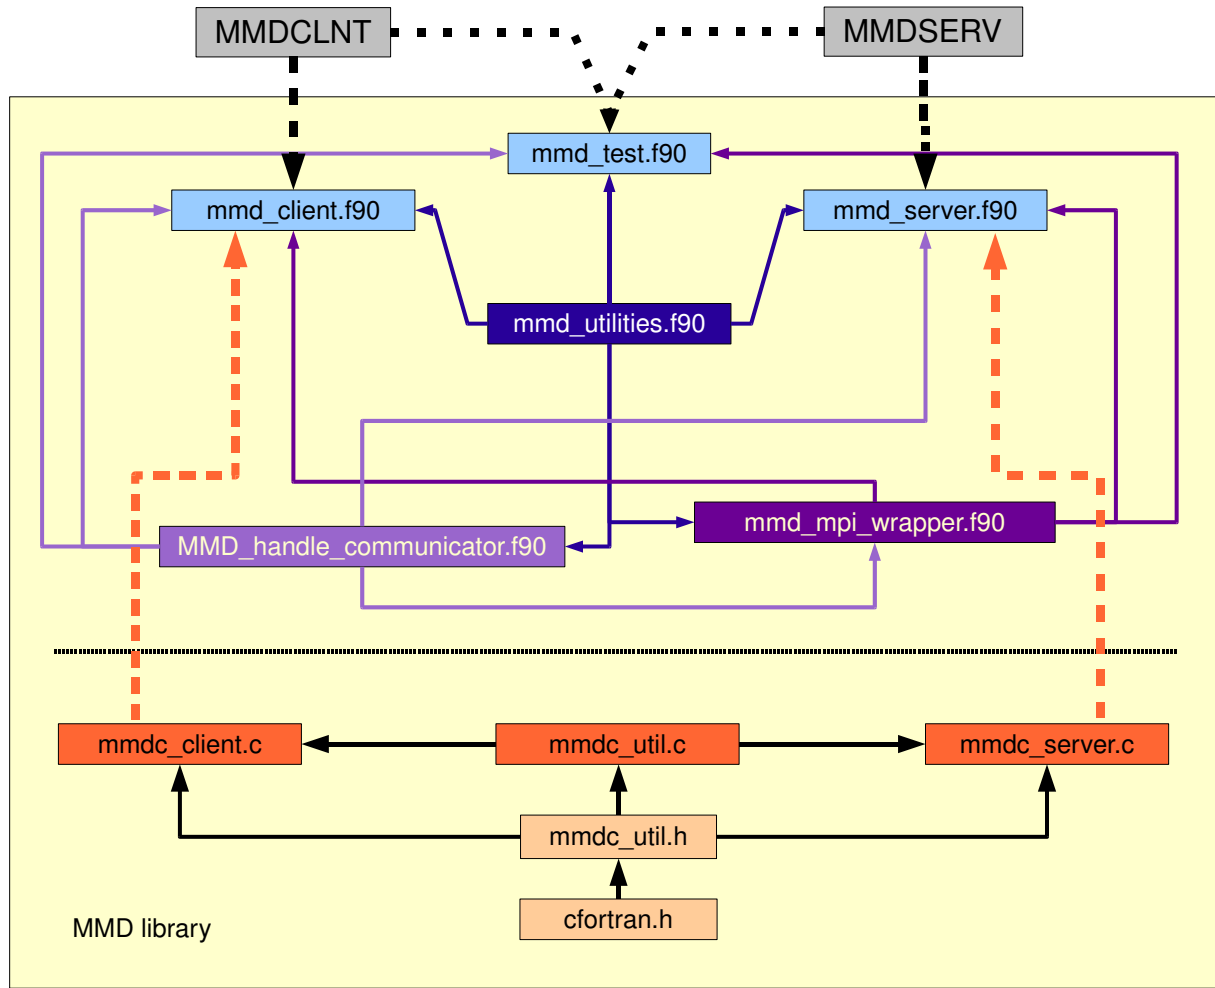 MMDCLNT
MMDSERV
mmd_test.f90
mmd_client.f90
mmd_server.f90
mmd_utilities.f90
mmd_mpi_wrapper.f90
MMD_handle_communicator.f90
mmdc_client.c
mmdc_util.c
mmdc_server.c
mmdc_util.h
cfortran.h
MMD library